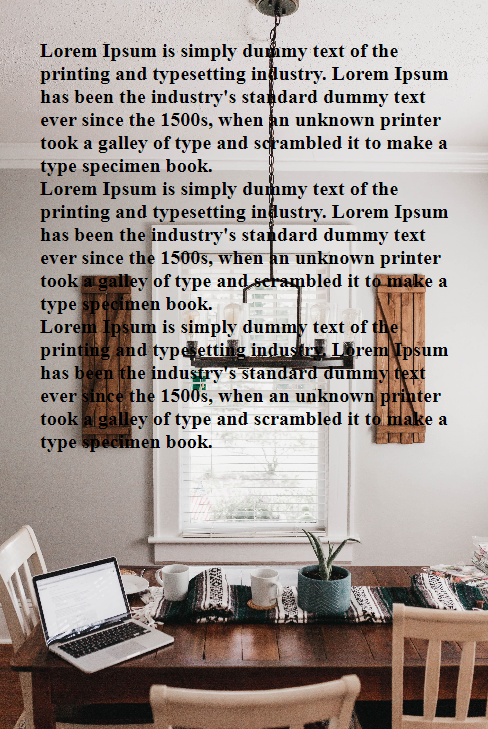 Lorem Ipsum is simply dummy text of the
printing and typesetting industry. Lorem Ipsum
has been the industry's standard dummy text
ever since the 1500s, when an unknown printer
took a galley of type and scrambled it to make a
type specimen book.
Lorem Ipsum is simply dummy text of the
printing and typesetting industry. Lorem Ipsum
has been the industry's standard dummy text
ever since the 1500s, when an unknown printer
took a galley of type and scrambled it to make a
type specimen book.
Lorem Ipsum is simply dummy text of the
printing and typesetting industry. Lorem Ipsum
has been the industry's standard dummy text
ever since the 1500s, when an unknown printer
took a galley of type and scrambled it to make a
type specimen book.